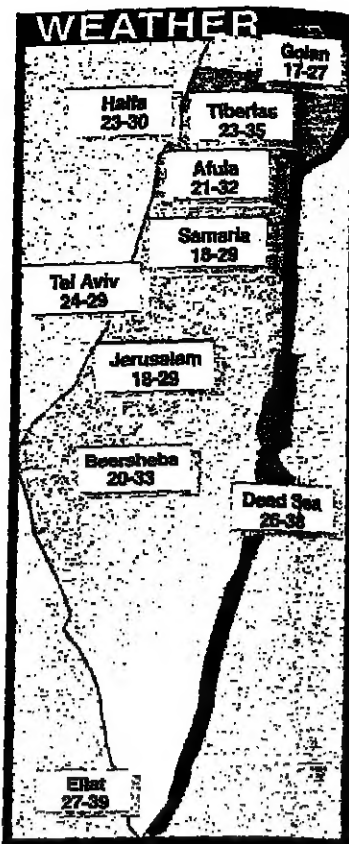 WEATHER
Golan
17-27
Haifa
23-30
Tiberias
23-35
Afula
21-32
Samaria
18-29
Tel Aviv
24-29
Jerusalem
18-29
Beersheba
20-33
Dead Sea
26-38
Eilat
27-39